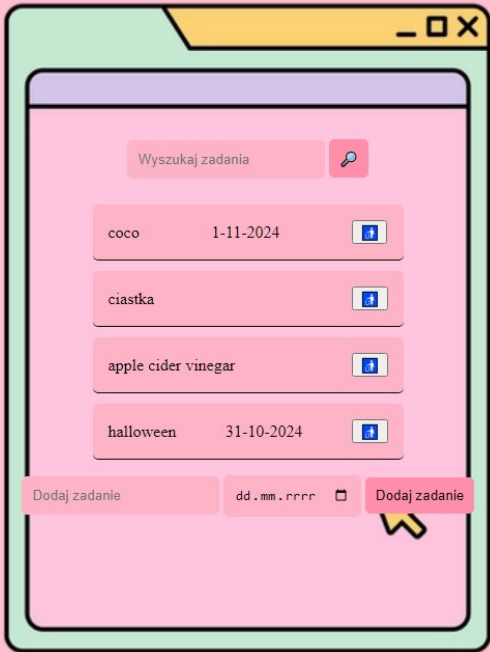 Wyszukaj zadania
coco 1-11-2024
ciastka
apple cider vinegar
halloween 31-10-2024
Dodaj zadanie dd.mm.rrrr Dodaj zadanie